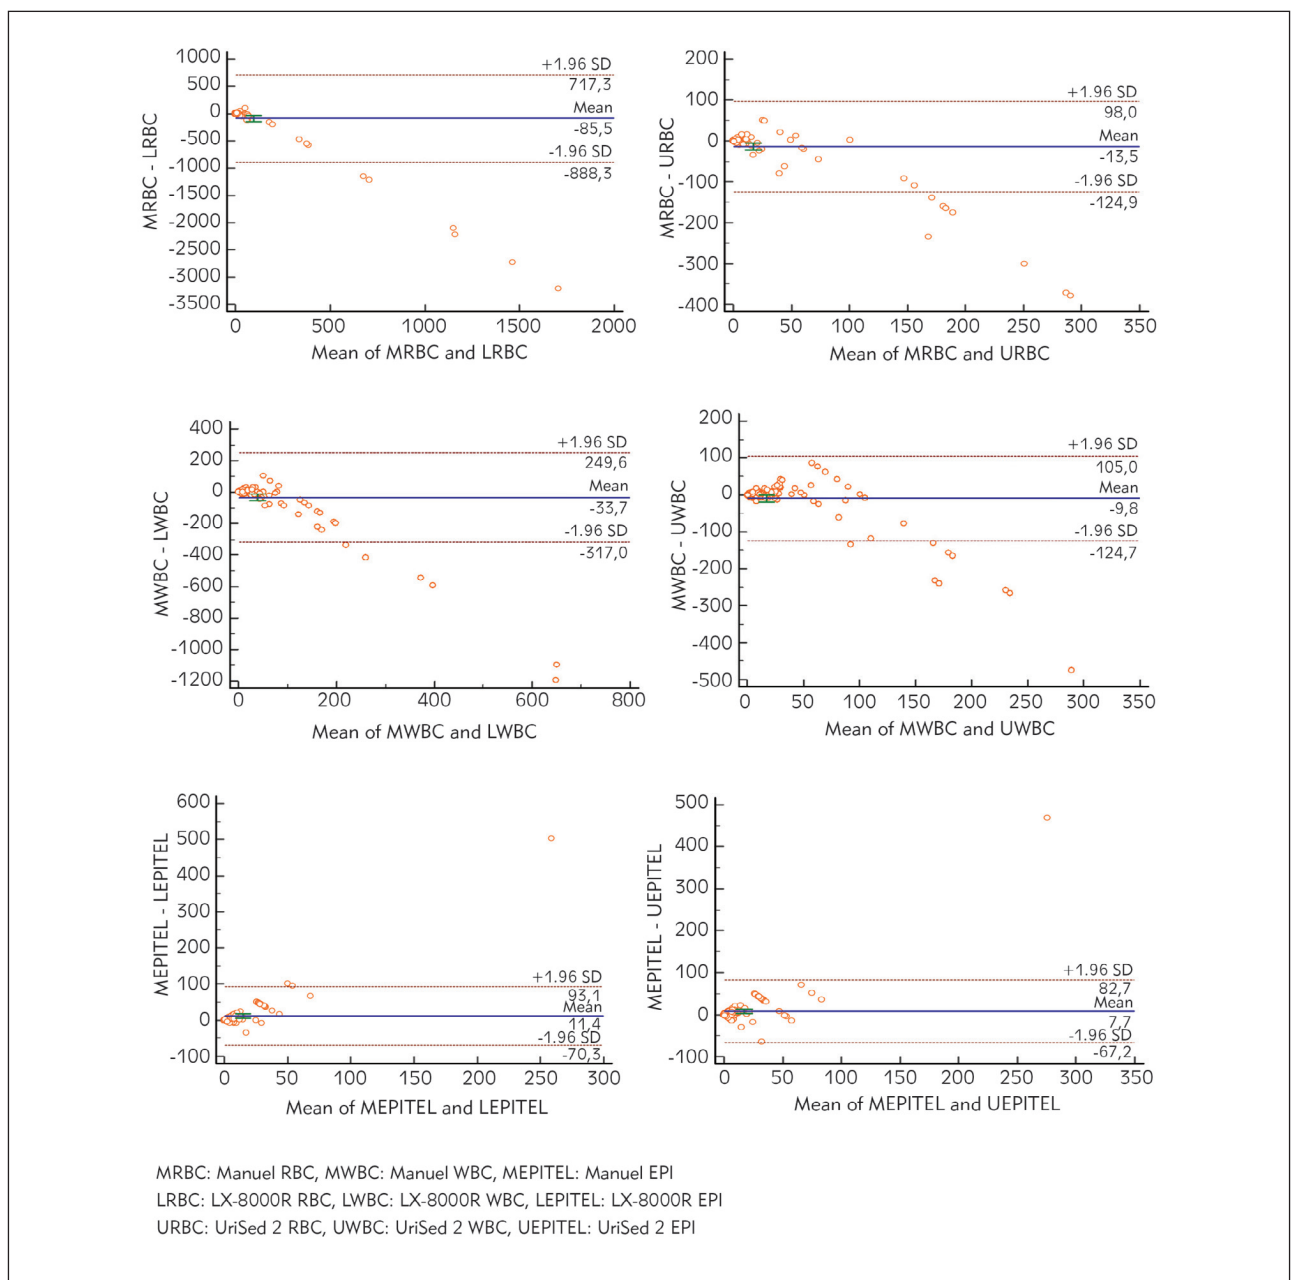 1000
500
0
-500
-1000
-1500
-2000
-2500
-3000
-3500
MRBC - LRBC
+1.96 SD
717,3
Mean
-85,5
-1.96 SD
-888,3
0 500 1000 1500 2000
Mean of MRBC and LRBC
200
100
0
-100
-200
-300
-400
MRBC - URBC
+1.96 SD
98,0
Mean
-13,5
-1.96 SD
-124,9
0 50 100 150 200 250 300 350
Mean of MRBC and URBC
400
200
0
-200
-400
-600
-800
-1000
-1200
MWBC - LWBC
+1.96 SD
249,6
Mean
-33,7
-1.96 SD
-317,0
0 200 400 600 800
Mean of MWBC and LWBC
200
100
0
-100
-200
-300
-400
-500
MWBC - UWBC
+1.96 SD
105,0
Mean
-9,8
-1.96 SD
-124,7
0 50 100 150 200 250 300 350
Mean of MWBC and UWBC
600
500
400
300
200
100
0
-100
MEPITEL - LEPITEL
+1.96 SD
93,1
Mean
11,4
-1.96 SD
-70,3
0 50 100 150 200 250 300
Mean of MEPITEL and LEPITEL
500
400
300
200
100
0
-100
MEPITEL - UEPITEL
+1.96 SD
82,7
Mean
7,7
-1.96 SD
-67,2
0 50 100 150 200 250 300 350
Mean of MEPITEL and UEPITEL
MRBC: Manuel RBC, MWBC: Manuel WBC, MEPITEL: Manuel EPI
LRBC: LX-8000R RBC, LWBC: LX-8000R WBC, LEPITEL: LX-8000R EPI
URBC: UriSed 2 RBC, UWBC: UriSed 2 WBC, UEPITEL: UriSed 2 EPI